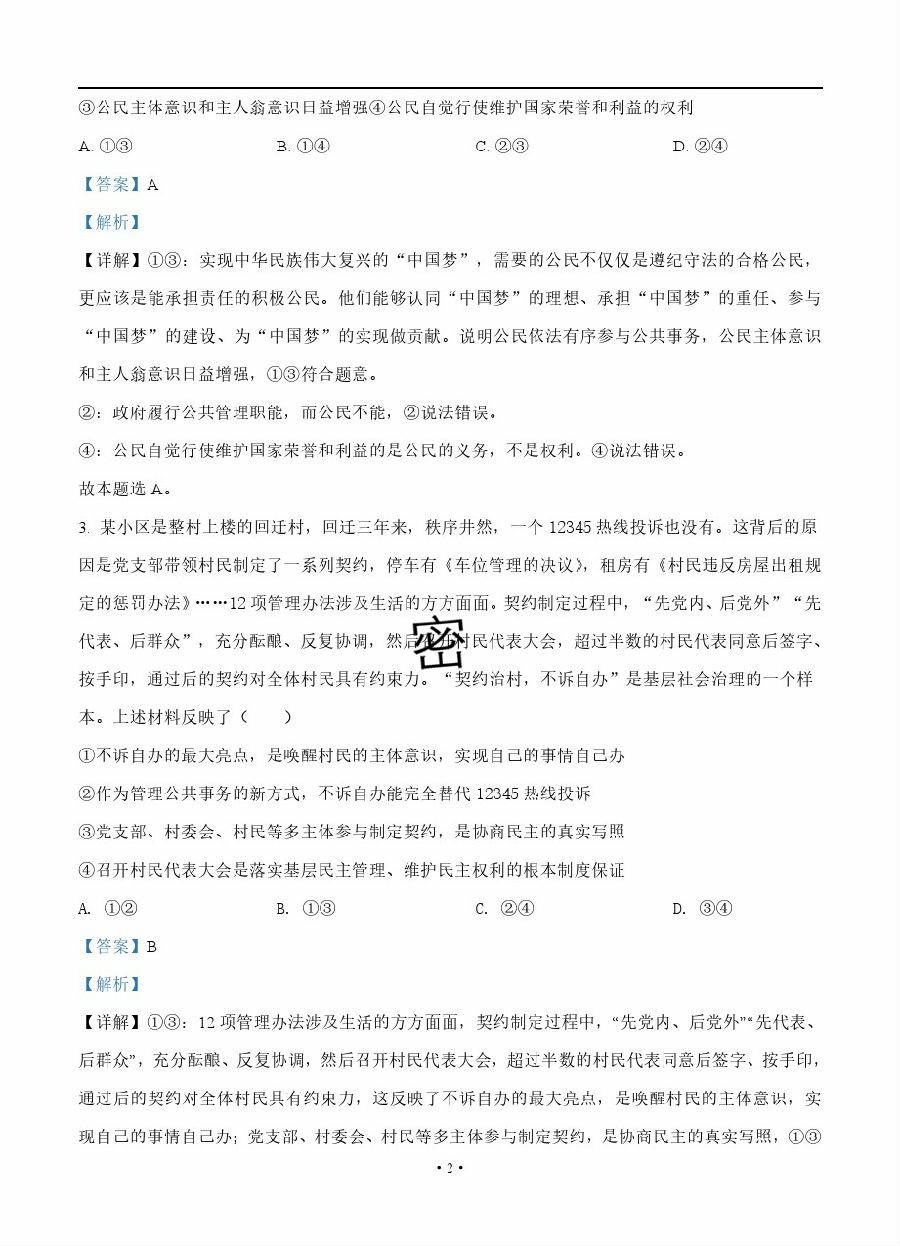 ③公民主体意识和主人翁意识日益增强④公民自觉行使维护国家荣誉和利益的权利
A. ①③ B. ①④ C. ②③ D. ②④
【答案】A
【解析】
【详解】①③：实现中华民族伟大复兴的“中国梦”，需要的公民不仅仅是遵纪守法的合格公民，
更应该是能承担责任的积极公民。他们能够认同“中国梦”的理想、承担“中国梦”的重任、参与
“中国梦”的建设、为“中国梦”的实现做贡献。说明公民依法有序参与公共事务，公民主体意识
和主人翁意识日益增强，①③符合题意。
②：政府履行公共管理职能，而公民不能，②说法错误。
④：公民自觉行使维护国家荣誉和利益的是公民的义务，不是权利。④说法错误。
故本题选 A。
3. 某小区是整村上楼的回迁村，回迁三年来，秩序井然，一个 12345 热线投诉也没有。这背后的原
因是党支部带领村民制定了一系列契约，停车有《车位管理的决议》，租房有《村民违反房屋出租规
定的惩罚办法》……12 项管理办法涉及生活的方方面面。契约制定过程中，“先党内、后党外”“先
代表、后群众”，充分酝酿、反复协调，然后召开村民代表大会，超过半数的村民代表同意后签字、
按手印，通过后的契约对全体村民具有约束力。“契约治村，不诉自办”是基层社会治理的一个样
本。上述材料反映了（　　）
①不诉自办的最大亮点，是唤醒村民的主体意识，实现自己的事情自己办
②作为管理公共事务的新方式，不诉自办能完全替代 12345 热线投诉
③党支部、村委会、村民等多主体参与制定契约，是协商民主的真实写照
④召开村民代表大会是落实基层民主管理、维护民主权利的根本制度保证
A. ①② B. ①③ C. ②④ D. ③④
【答案】B
【解析】
【详解】①③：12 项管理办法涉及生活的方方面面，契约制定过程中，“先党内、后党外”“先代表、
后群众”，充分酝酿、反复协调，然后召开村民代表大会，超过半数的村民代表同意后签字、按手印，
通过后的契约对全体村民具有约束力，这反映了不诉自办的最大亮点，是唤醒村民的主体意识，实
现自己的事情自己办；党支部、村委会、村民等多主体参与制定契约，是协商民主的真实写照，①③
·2·
密